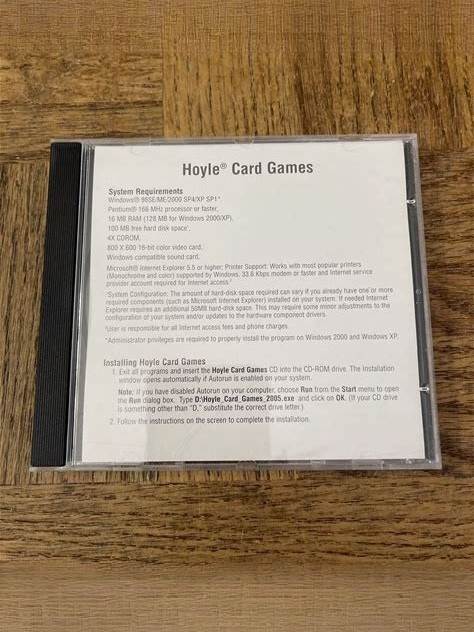 Hoyle® Card Games
System Requirements
Windows® 98SE/ME/2000 SP4/XP SP1*,
Pentium® 166 MHz processor or faster,
16 MB RAM (128 MB for Windows 2000/XP),
100 MB free hard disk space¹,
4X CDROM,
800 X 600 16-bit color video card,
Windows compatible sound card,
Microsoft® Internet Explorer 5.5 or higher; Printer Support: Works with most popular printers
(Monochrome and color) supported by Windows, 33.6 Kbps modem or faster and Internet service
provider account required for Internet access.²
¹System Configuration: The amount of hard-disk space required can vary if you already have one or more
required components (such as Microsoft Internet Explorer) installed on your system. If needed Internet
Explorer requires an additional 50MB hard-disk space. This may require some minor adjustments to the
configuration of your system and/or updates to the hardware component drivers.
²User is responsible for all Internet access fees and phone charges.
*Administrator privileges are required to properly install the program on Windows 2000 and Windows XP.
Installing Hoyle Card Games
1. Exit all programs and insert the Hoyle Card Games CD into the CD-ROM drive. The installation
window opens automatically if Autorun is enabled on your system.
Note: If you have disabled Autorun on your computer, choose Run from the Start menu to open
the Run dialog box. Type D:\Hoyle_Card_Games_2005.exe and click on OK. (If your CD drive
is something other than "D," substitute the correct drive letter.)
2. Follow the instructions on the screen to complete the installation.